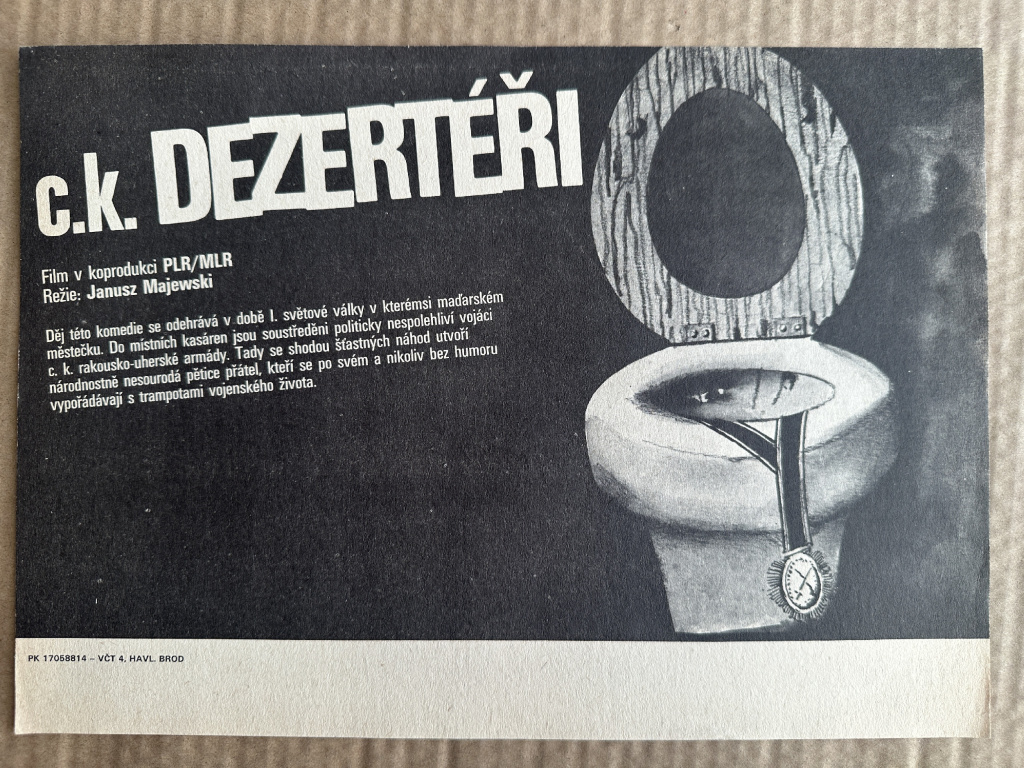 c.k. DEZERTÉŘI
Film v koprodukci PLR/MLR
Režie: Janusz Majewski
Děj této komedie se odehrává v době I. světové války v kterémsi maďarském
městečku. Do místních kasáren jsou soustředěni politicky nespolehliví vojáci
c. k. rakousko-uherské armády. Tady se shodou šťastných náhod utvoří
národnostně nesourodá pětice přátel, kteří se po svém a nikoliv bez humoru
vypořádávají s trampotami vojenského života.
PK 17058814 – VČT 4, HAVL. BROD